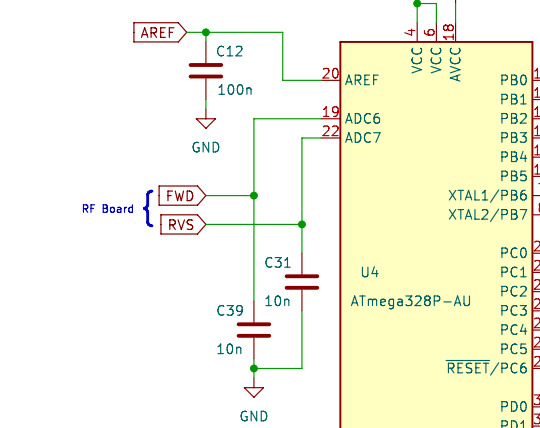 4
6
18
VCC
VCC
AVCC
AREF
C12
100n
GND
20
AREF
19
ADC6
22
ADC7
RF Board
FWD
RVS
C31
10n
C39
10n
GND
U4
ATmega328P-AU
PB0
PB1
PB2
PB3
PB4
PB5
XTAL1/PB6
XTAL2/PB7
PC0
PC1
PC2
PC3
PC4
PC5
RESET/PC6
PD0
PD1